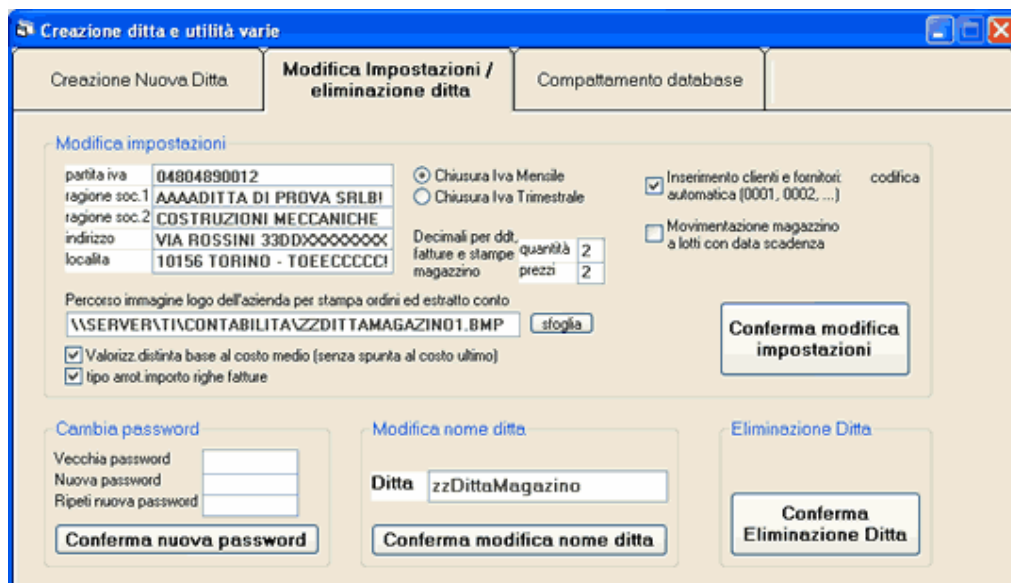 Creazione ditta e utilità varie
Creazione Nuova Ditta
Modifica Impostazioni /
eliminazione ditta
Compattamento database
Modifica impostazioni
partita iva 04804890012
ragione soc.1 AAAADITTA DI PROVA SRLB!
ragione soc.2 COSTRUZIONI MECCANICHE
indirizzo VIA ROSSINI 33DDXXXXXXXX
localita 10156 TORINO - TOEECCCCC!
Chiusura Iva Mensile
Chiusura Iva Trimestrale
Decimali per ddt,
fatture e stampe
magazzino
quantità 2
prezzi 2
Inserimento clienti e fornitori: codifica
automatica (0001, 0002, ...)
Movimentazione magazzino
a lotti con data scadenza
Percorso immagine logo dell'azienda per stampa ordini ed estratto conto
\\SERVER\TI\CONTABILITA\ZZDITTAMAGAZINO1.BMP
sfoglia
Valorizz.distinta base al costo medio (senza spunta al costo ultimo)
tipo arrot.importo righe fatture
Conferma modifica
impostazioni
Cambia password
Vecchia password
Nuova password
Ripeti nuova password
Conferma nuova password
Modifica nome ditta
Ditta zzDittaMagazino
Conferma modifica nome ditta
Eliminazione Ditta
Conferma
Eliminazione Ditta